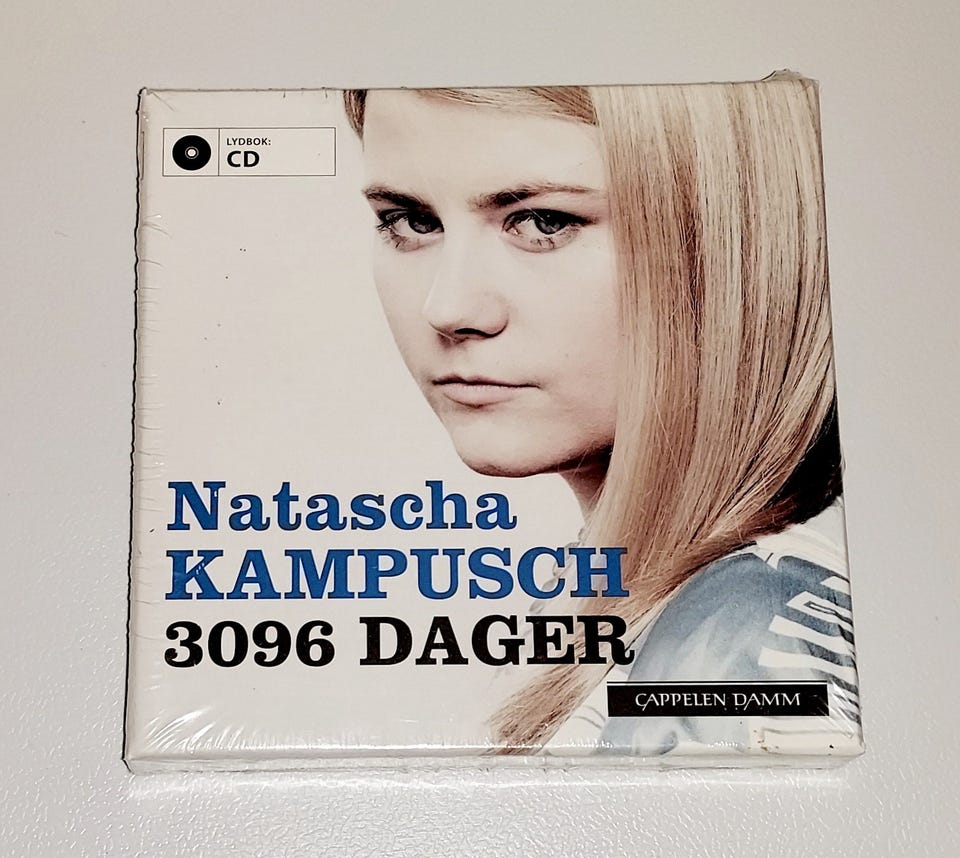 LYDBOK:
CD
Natascha
KAMPUSCH
3096 DAGER
CAPPELEN DAMM